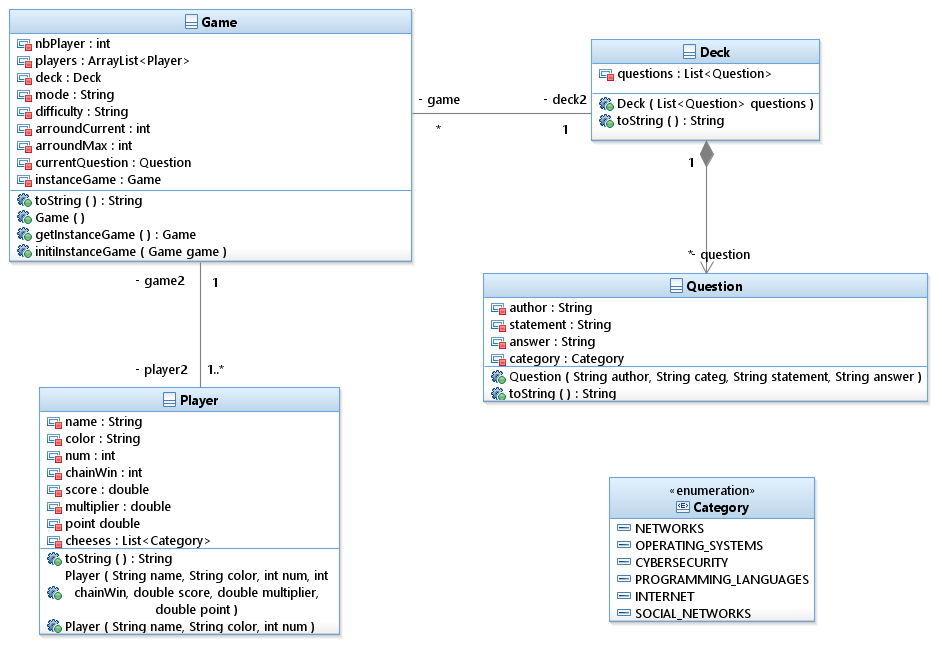 Game
nbPlayer : int
players : ArrayList<Player>
deck : Deck
mode : String
difficulty : String
arroundCurrent : int
arroundMax : int
currentQuestion : Question
instanceGame : Game
toString ( ) : String
Game ( )
getInstanceGame ( ) : Game
initiInstanceGame ( Game game )
- game
*
- deck2
1
Deck
questions : List<Question>
Deck ( List<Question> questions )
toString ( ) : String
1
*- question
Question
author : String
statement : String
answer : String
category : Category
Question ( String author, String categ, String statement, String answer )
toString ( ) : String
- game2
1
- player2
1..*
Player
name : String
color : String
num : int
chainWin : int
score : double
multiplier : double
point double
cheeses : List<Category>
toString ( ) : String
Player ( String name, String color, int num, int
chainWin, double score, double multiplier,
double point )
Player ( String name, String color, int num )
«enumeration»
Category
NETWORKS
OPERATING_SYSTEMS
CYBERSECURITY
PROGRAMMING_LANGUAGES
INTERNET
SOCIAL_NETWORKS